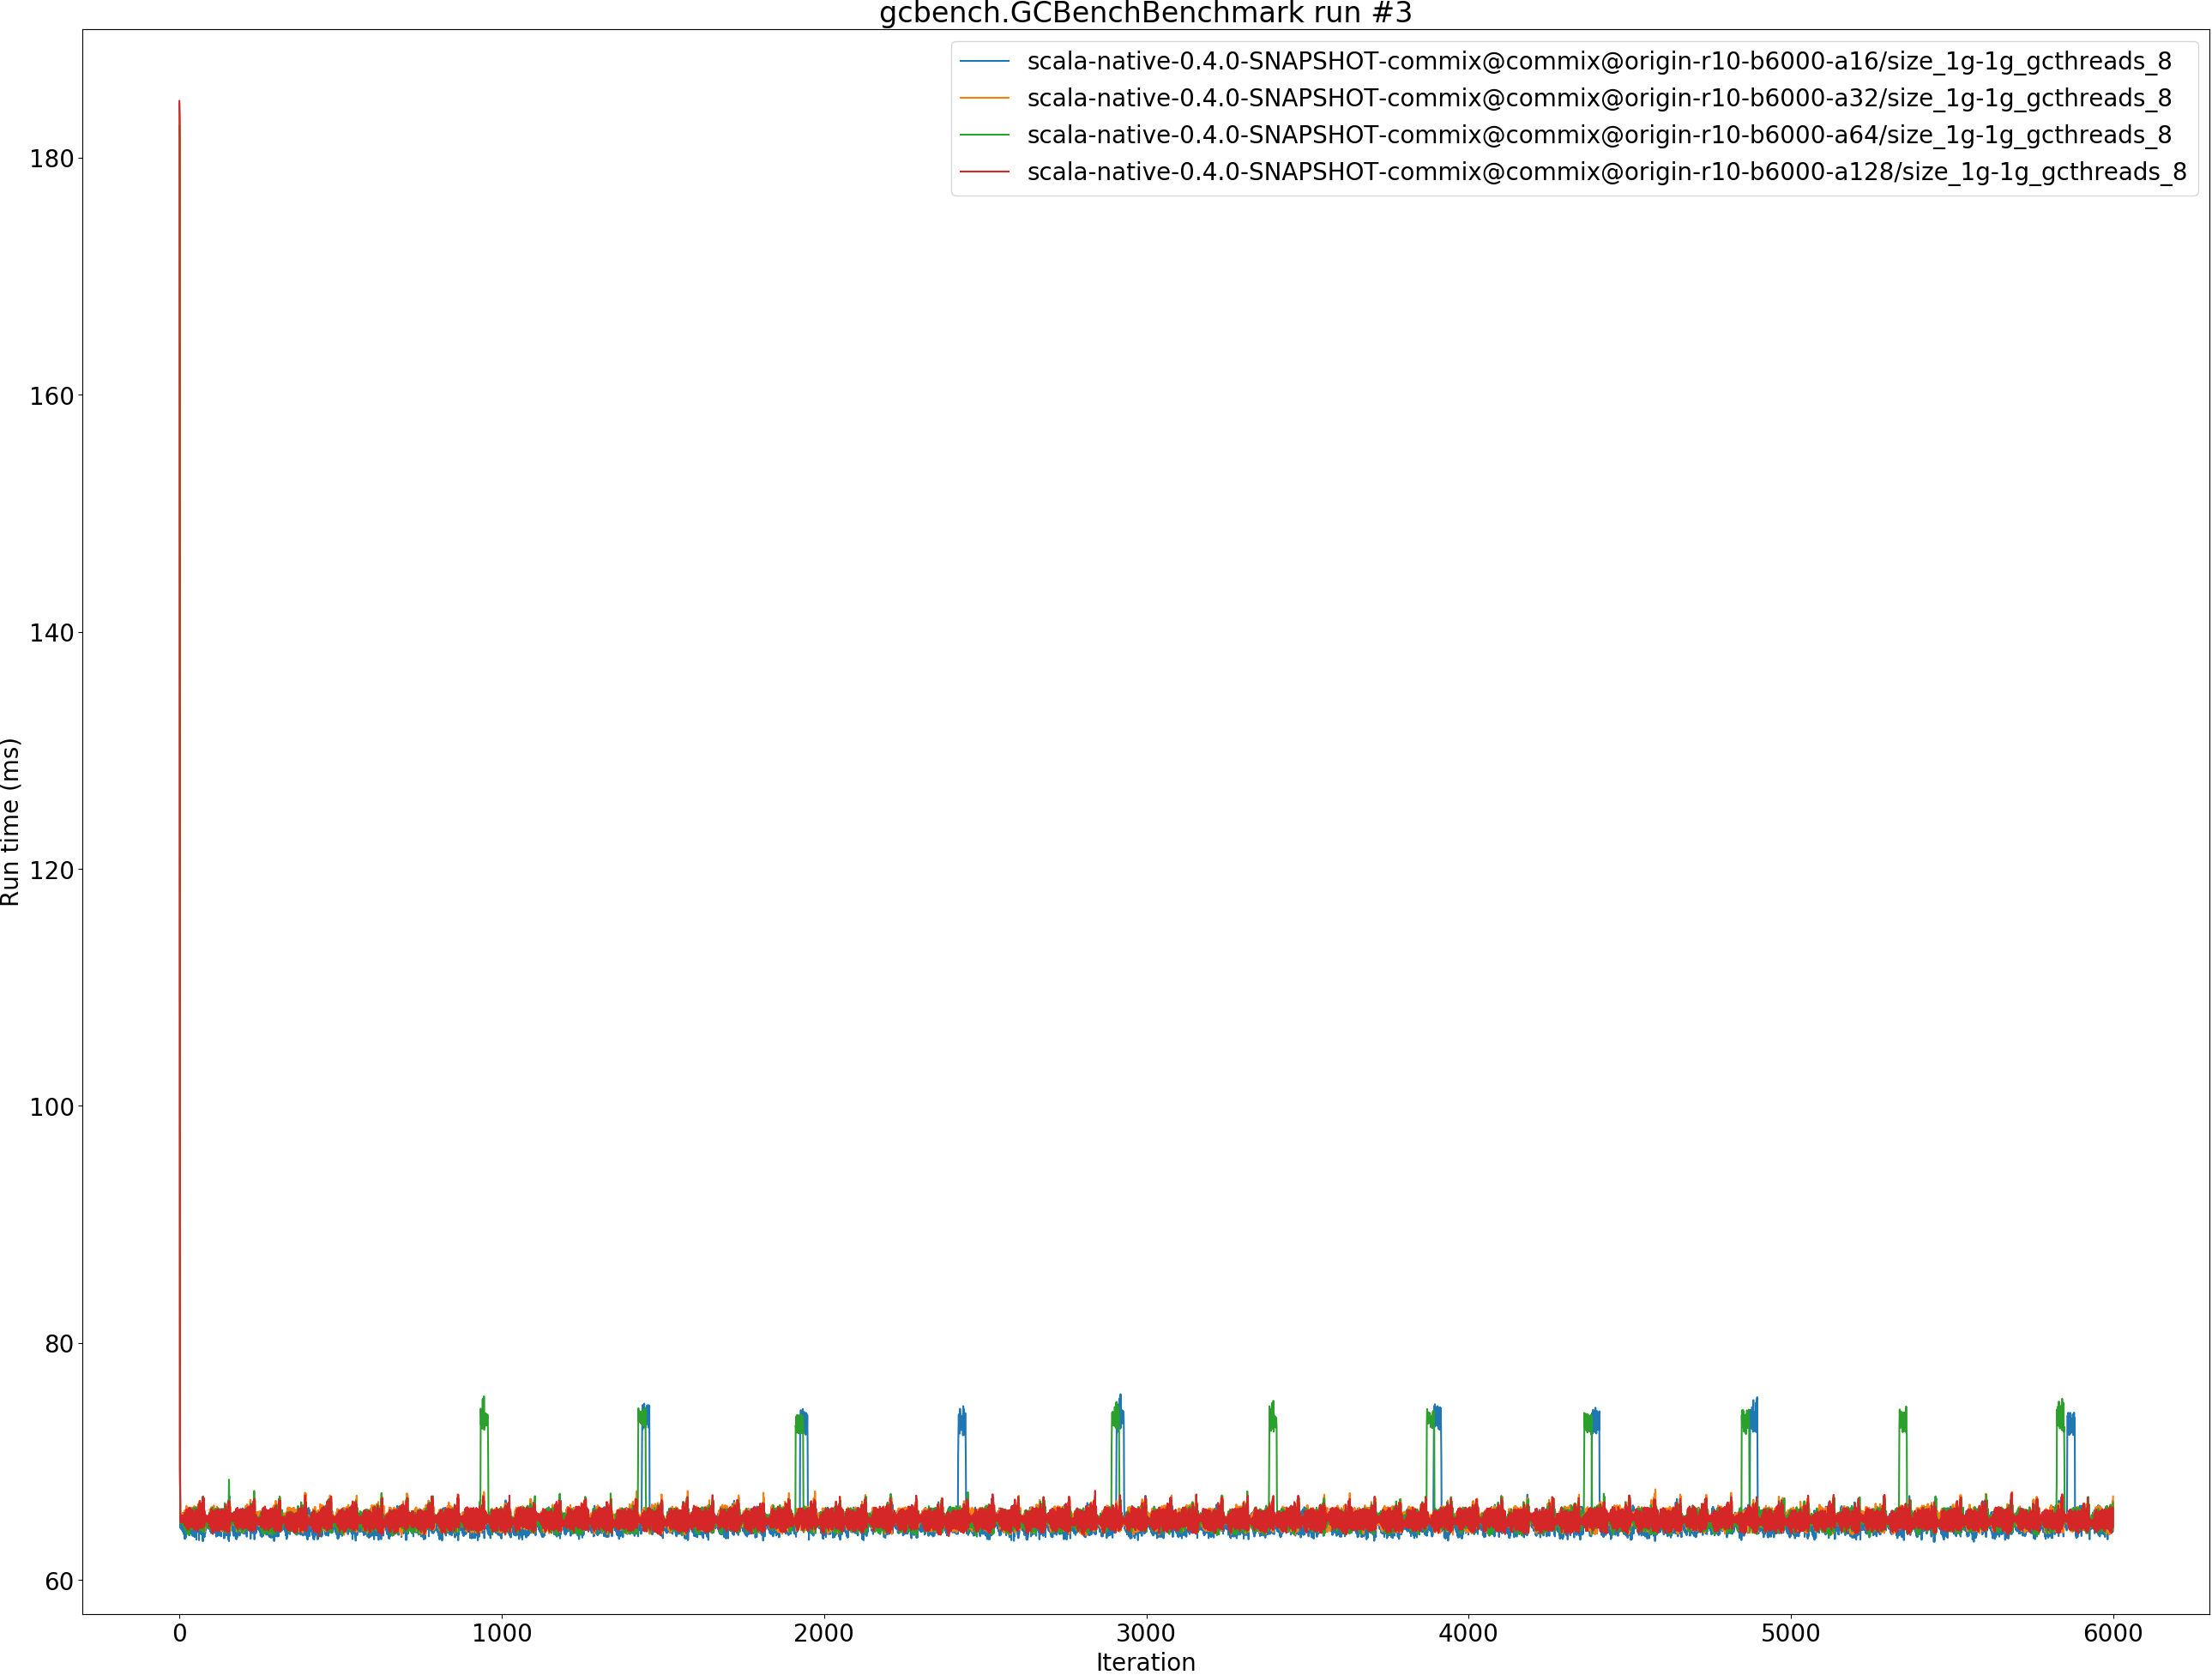 gcbench.GCBenchBenchmark run #3
scala-native-0.4.0-SNAPSHOT-commix@commix@origin-r10-b6000-a16/size_1g-1g_gcthreads_8
scala-native-0.4.0-SNAPSHOT-commix@commix@origin-r10-b6000-a32/size_1g-1g_gcthreads_8
scala-native-0.4.0-SNAPSHOT-commix@commix@origin-r10-b6000-a64/size_1g-1g_gcthreads_8
scala-native-0.4.0-SNAPSHOT-commix@commix@origin-r10-b6000-a128/size_1g-1g_gcthreads_8
180
160
140
120
100
80
60
Run time (ms)
0 1000 2000 3000 4000 5000 6000
Iteration